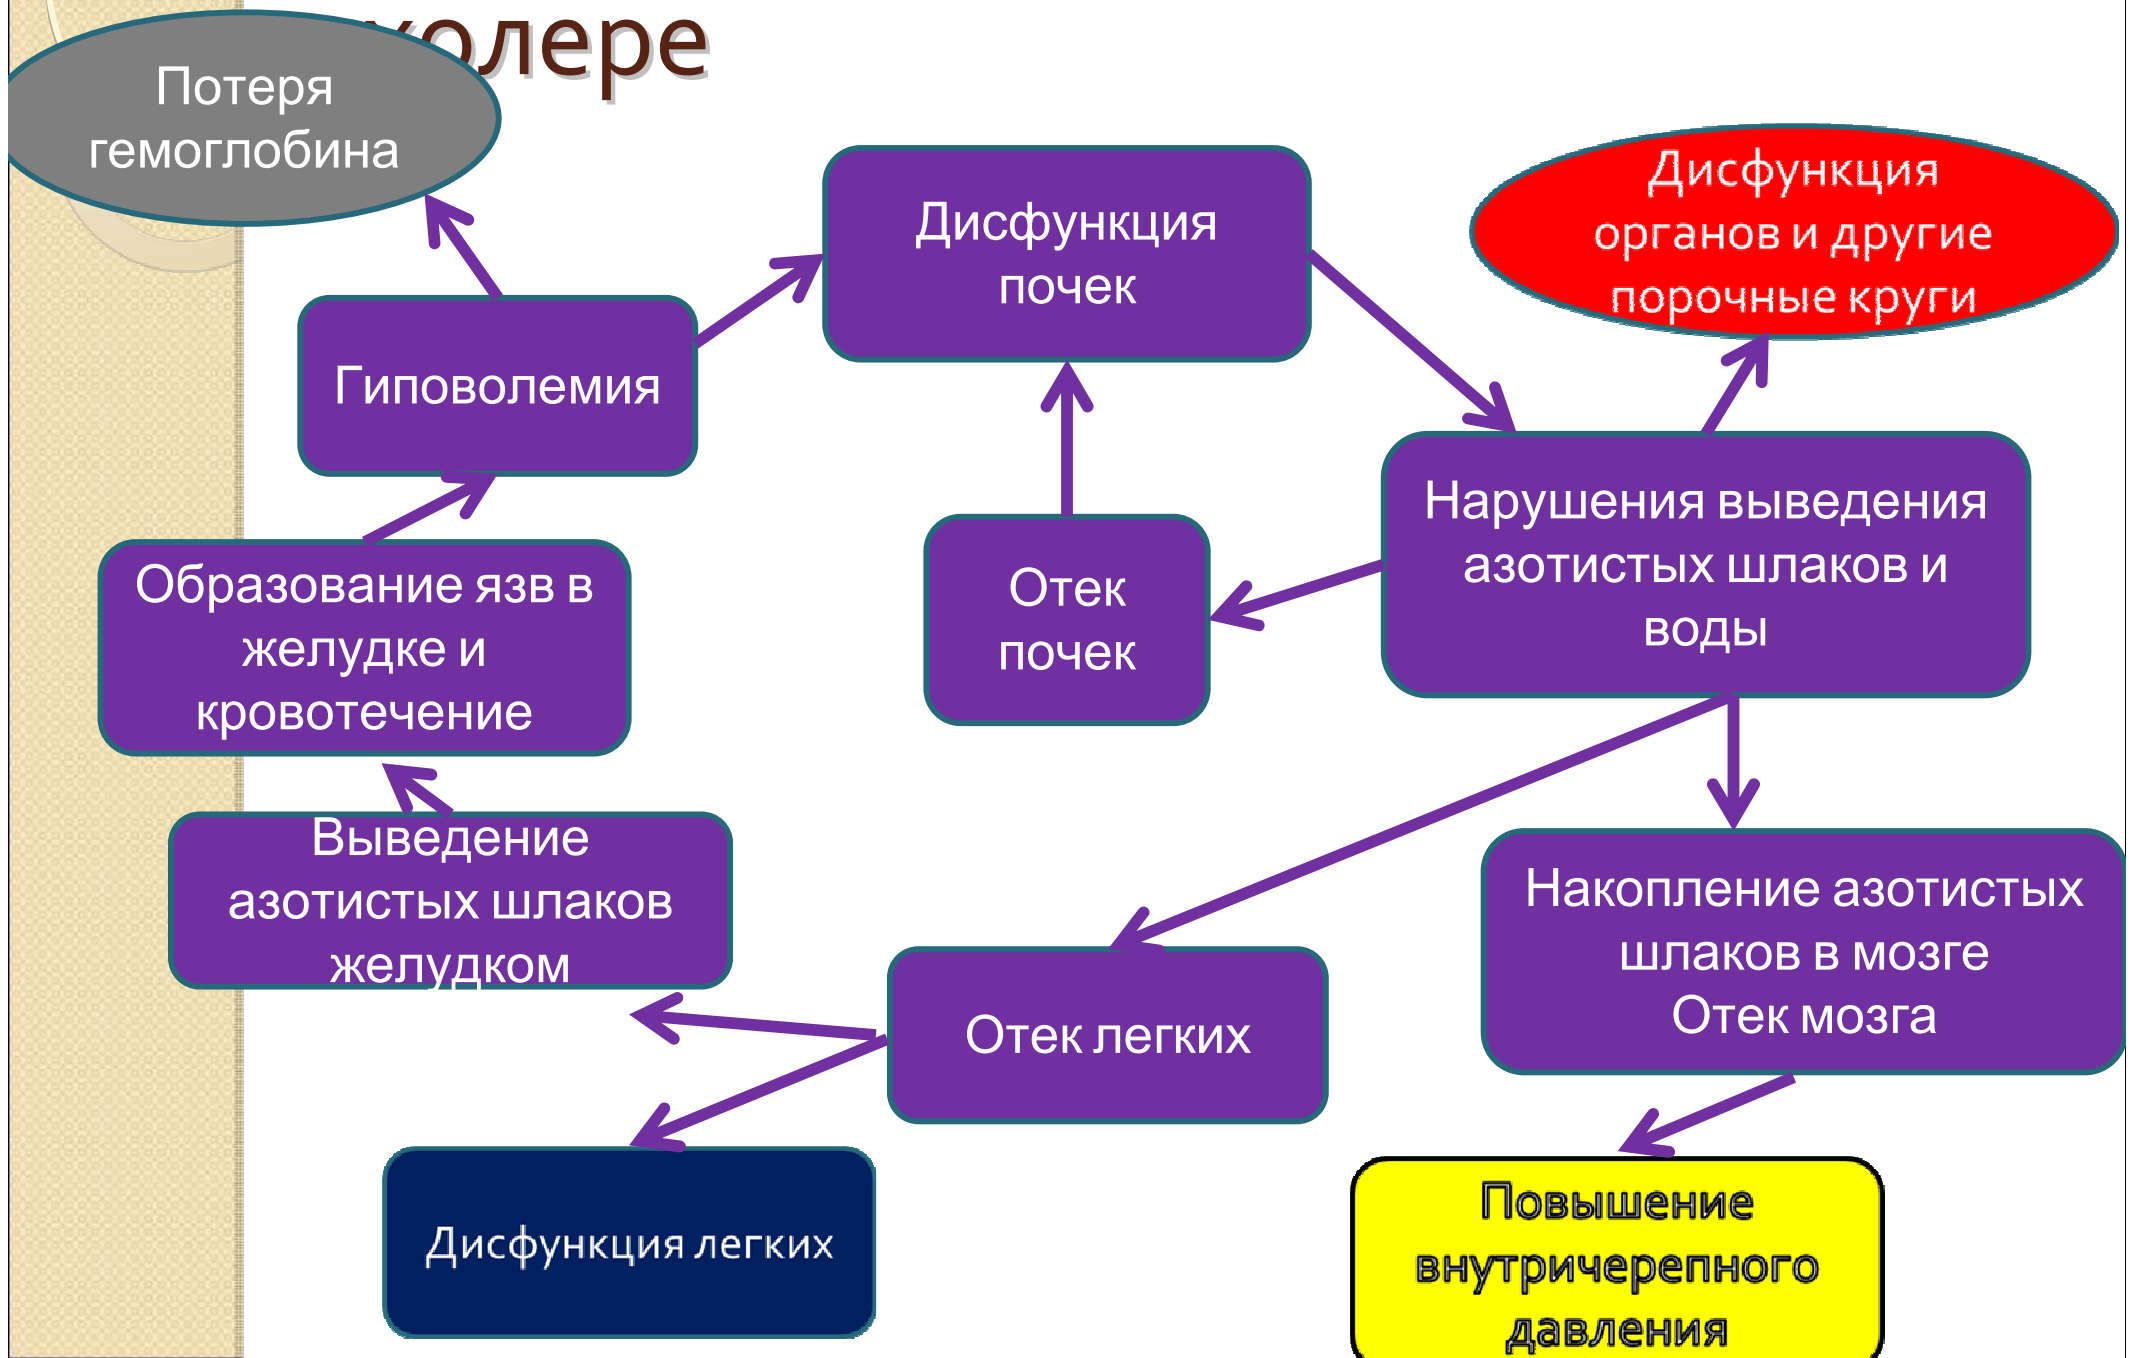 холере
Потеря
гемоглобина
Дисфункция
почек
Дисфункция
органов и другие
порочные круги
Гиповолемия
Нарушения выведения
азотистых шлаков и
воды
Отек
почек
Образование язв в
желудке и
кровотечение
Выведение
азотистых шлаков
желудком
Накопление азотистых
шлаков в мозге
Отек мозга
Отек легких
Дисфункция легких
Повышение
внутричерепного
давления